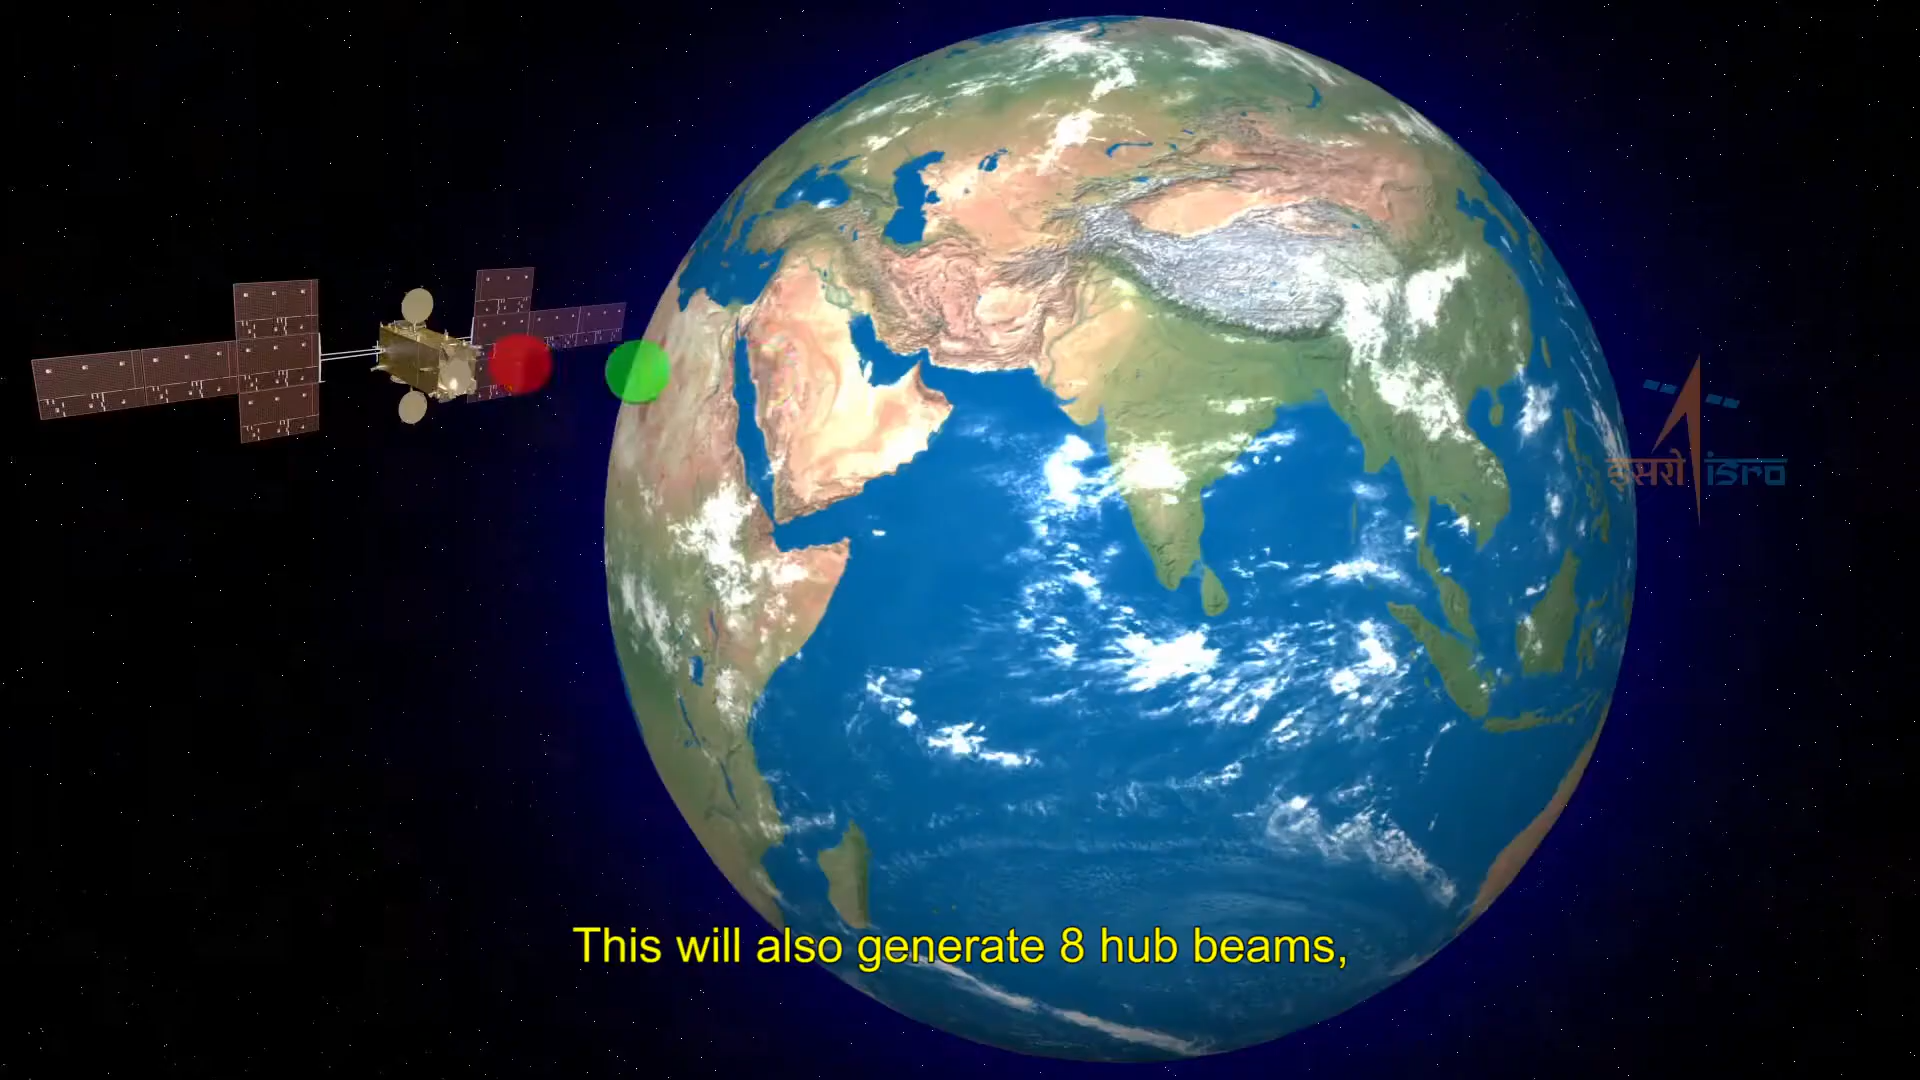 इसरो isro
This will also generate 8 hub beams,